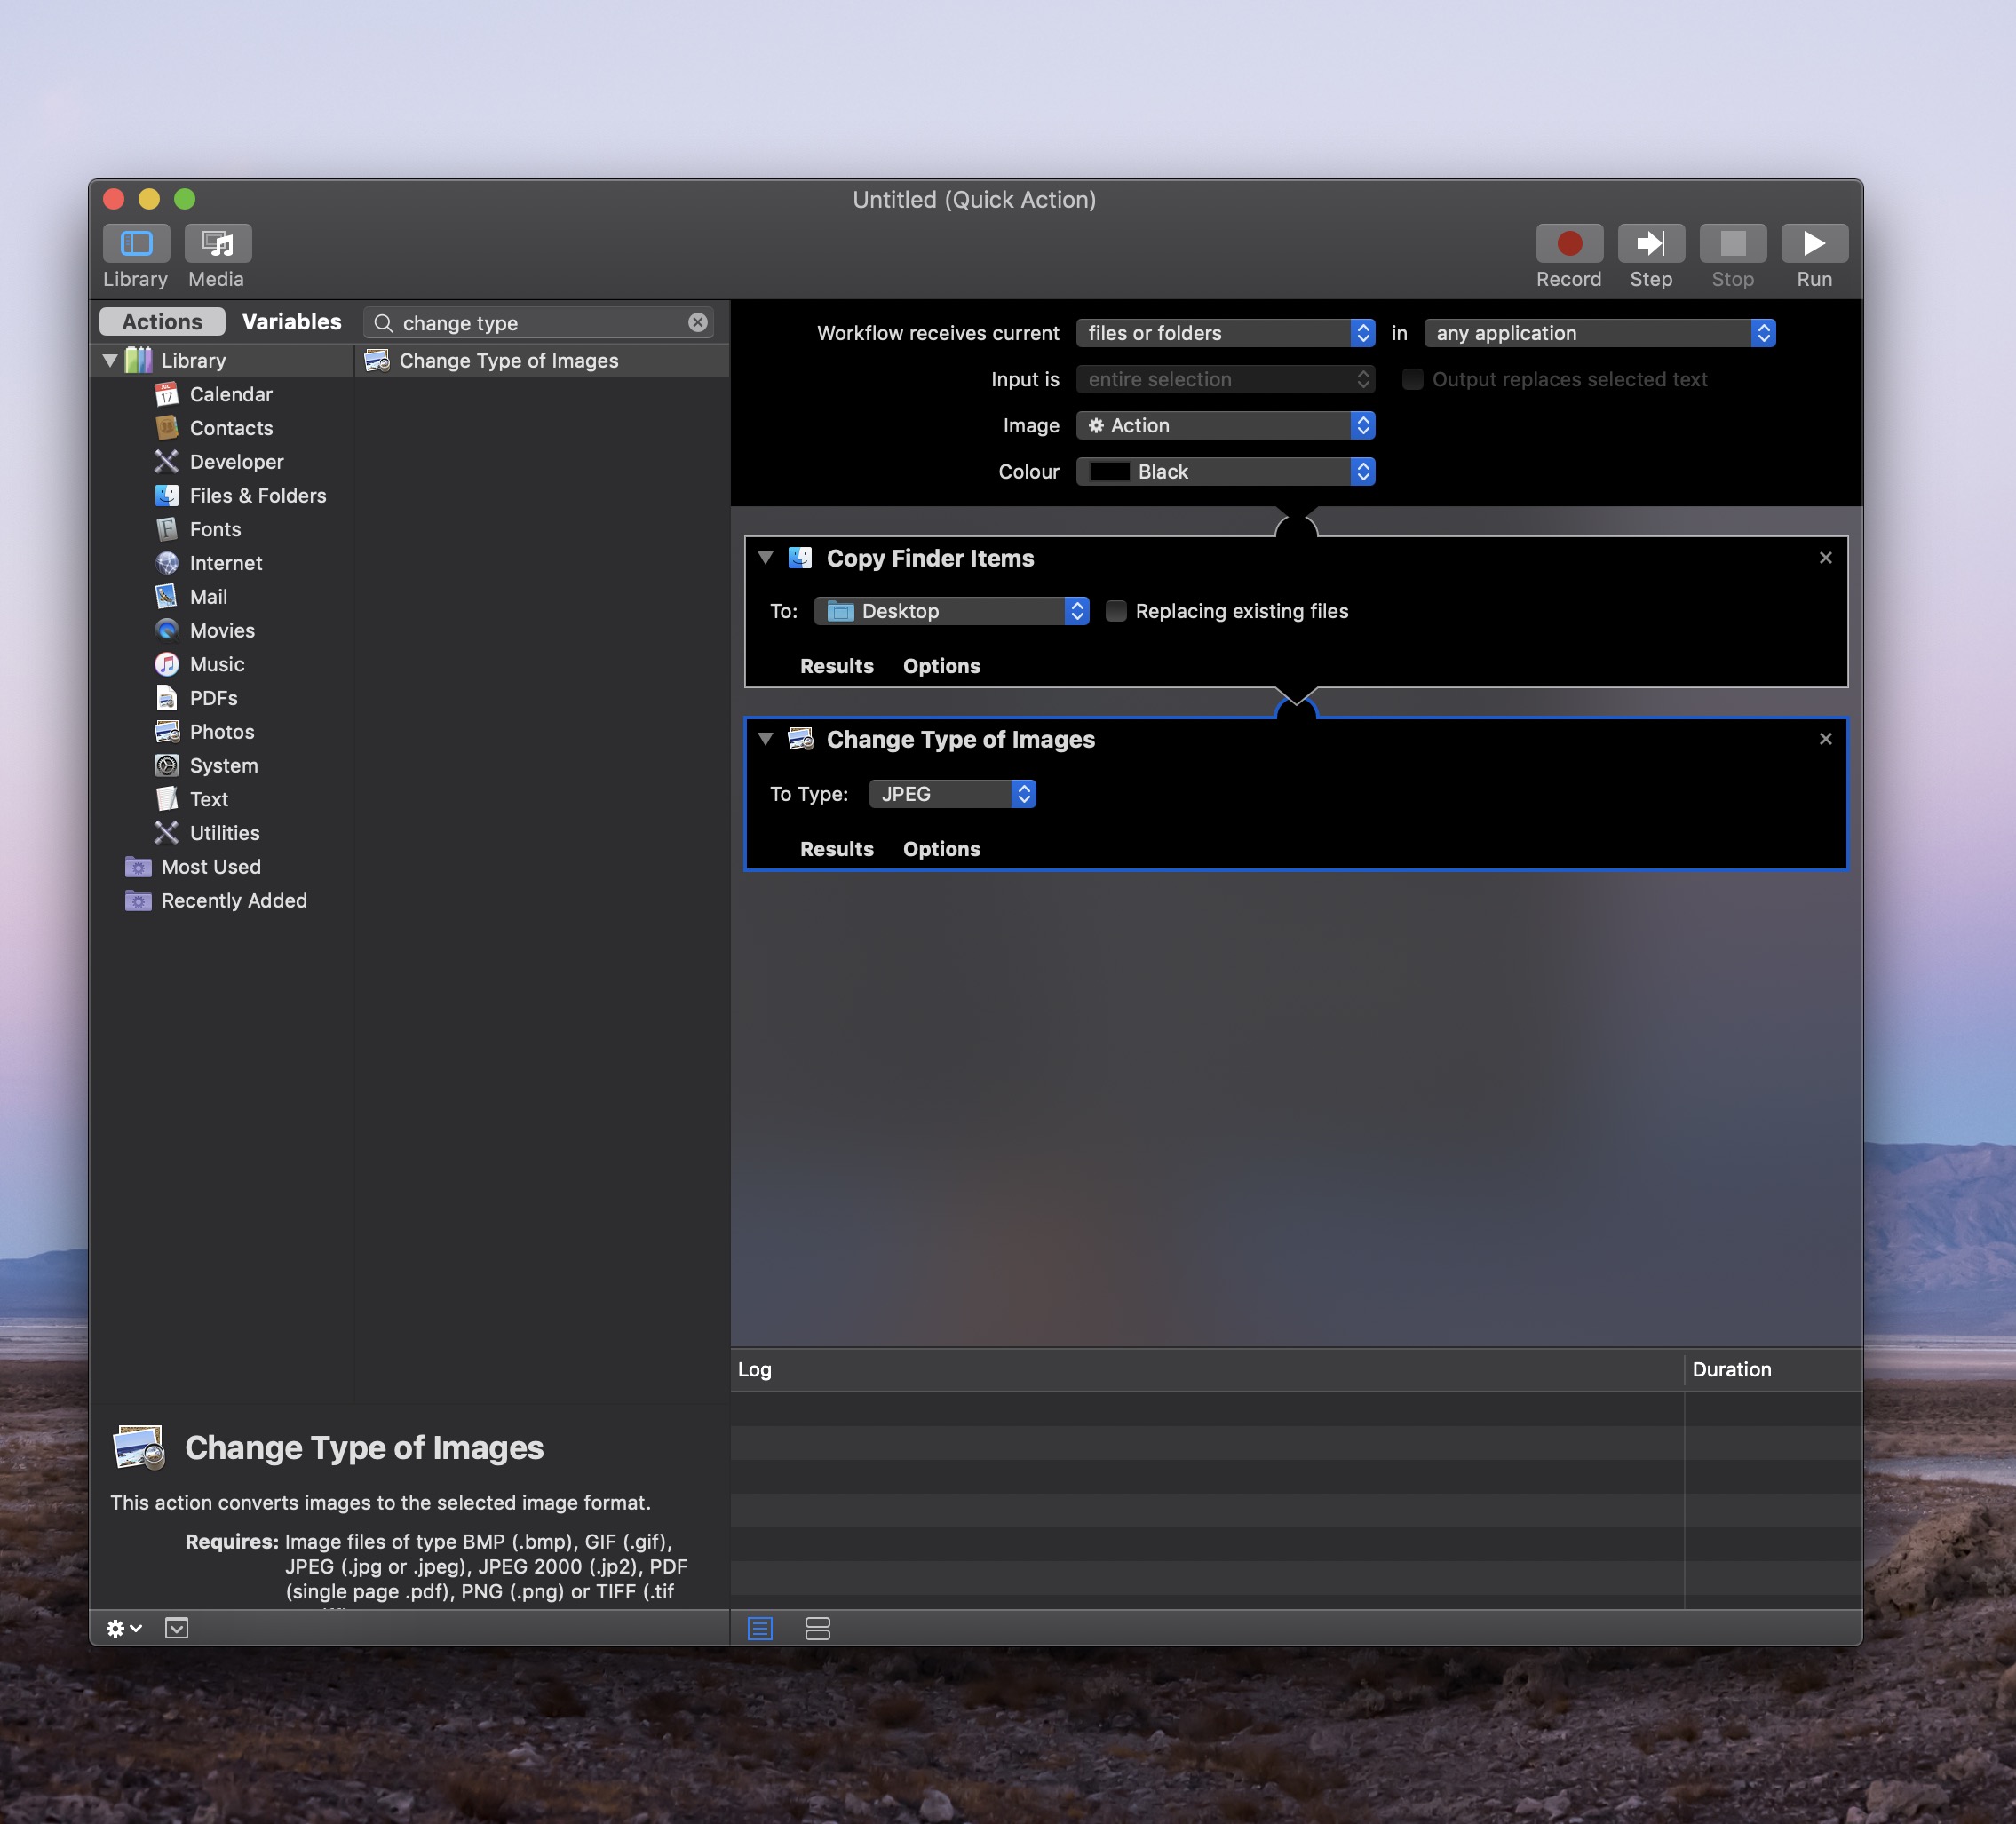 Untitled (Quick Action)
Library Media
Record Step Stop Run
Actions Variables change type
Library
Calendar
Contacts
Developer
Files & Folders
Fonts
Internet
Mail
Movies
Music
PDFs
Photos
System
Text
Utilities
Most Used
Recently Added
Change Type of Images
Workflow receives current files or folders in any application
Input is entire selection Output replaces selected text
Image Action
Colour Black
Copy Finder Items
To: Desktop Replacing existing files
Results Options
Change Type of Images
To Type: JPEG
Results Options
Log Duration
Change Type of Images
This action converts images to the selected image format.
Requires: Image files of type BMP (.bmp), GIF (.gif),
JPEG (.jpg or .jpeg), JPEG 2000 (.jp2), PDF
(single page .pdf), PNG (.png) or TIFF (.tif